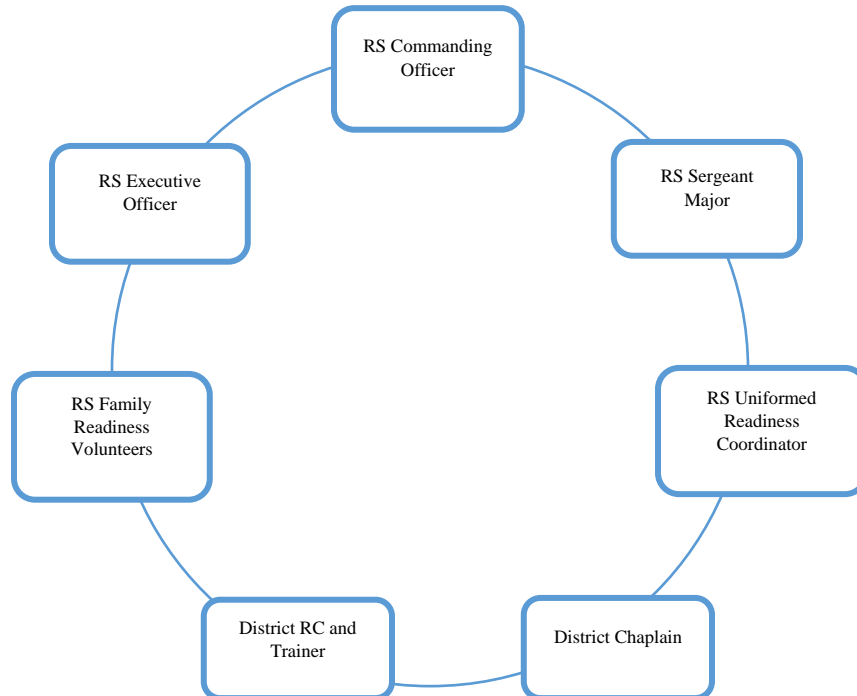 RS Commanding
Officer
RS Executive
Officer
RS Sergeant
Major
RS Family
Readiness
Volunteers
RS Uniformed
Readiness
Coordinator
District RC and
Trainer
District Chaplain